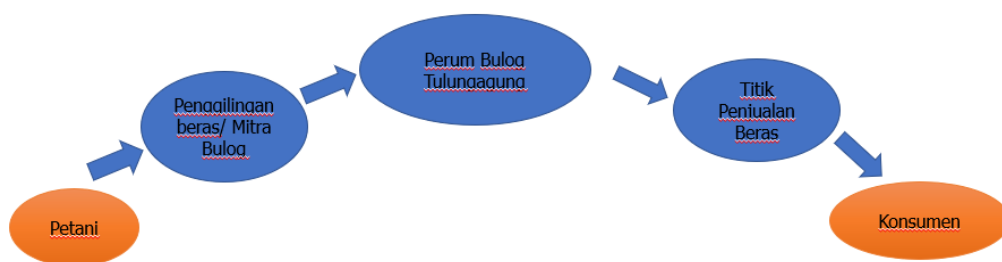 Petani
Penggilingan
beras/ Mitra
Bulog
Perum Bulog
Tulungagung
Titik
Penjualan
Beras
Konsumen